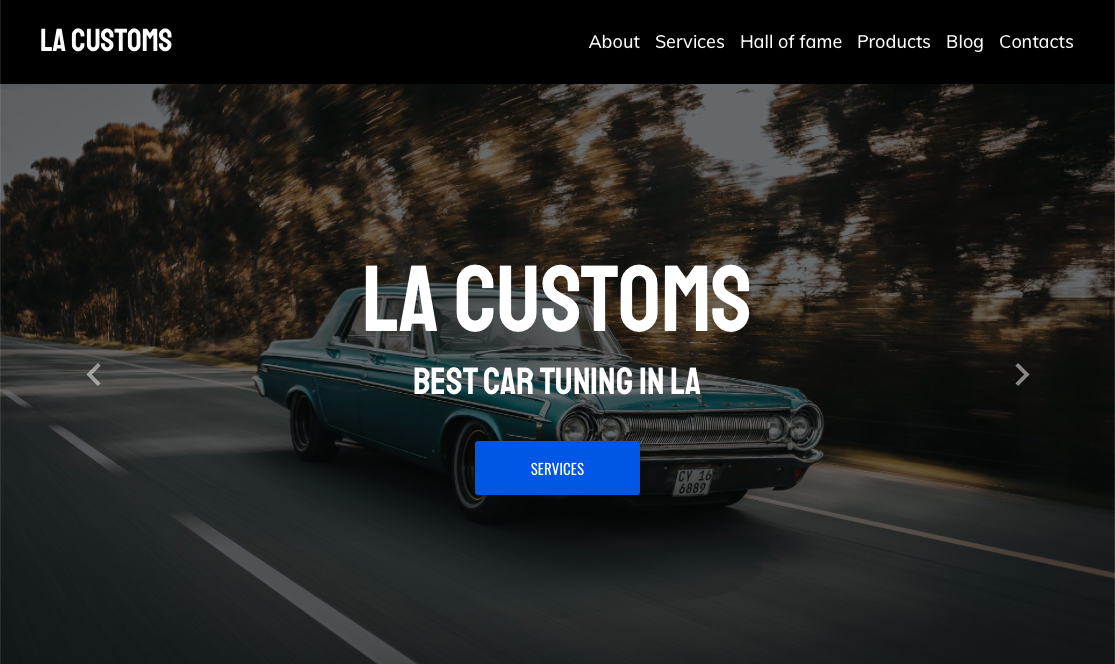 LA CUSTOMS
About Services Hall of fame Products Blog Contacts
LA CUSTOMS
BEST CAR TUNING IN LA
SERVICES
CY 16
6889